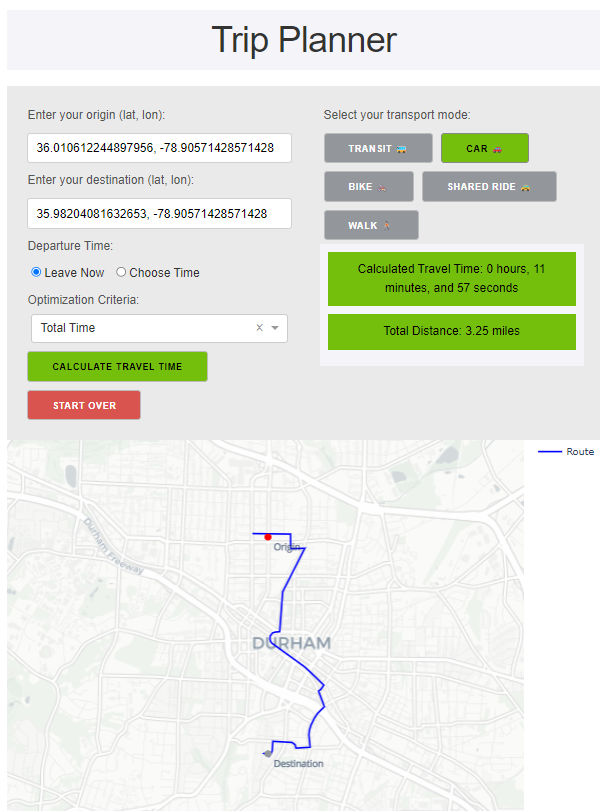 Trip Planner
Enter your origin (lat, lon):
36.010612244897956, -78.90571428571428
Enter your destination (lat, lon):
35.98204081632653, -78.90571428571428
Departure Time:
Leave Now
Choose Time
Optimization Criteria:
Total Time
x
CALCULATE TRAVEL TIME
START OVER
Select your transport mode:
TRANSIT
CAR
BIKE
SHARED RIDE
WALK
Calculated Travel Time: 0 hours, 11
minutes, and 57 seconds
Total Distance: 3.25 miles
Route
Durham Freeway
Origin
DURHAM
Destination